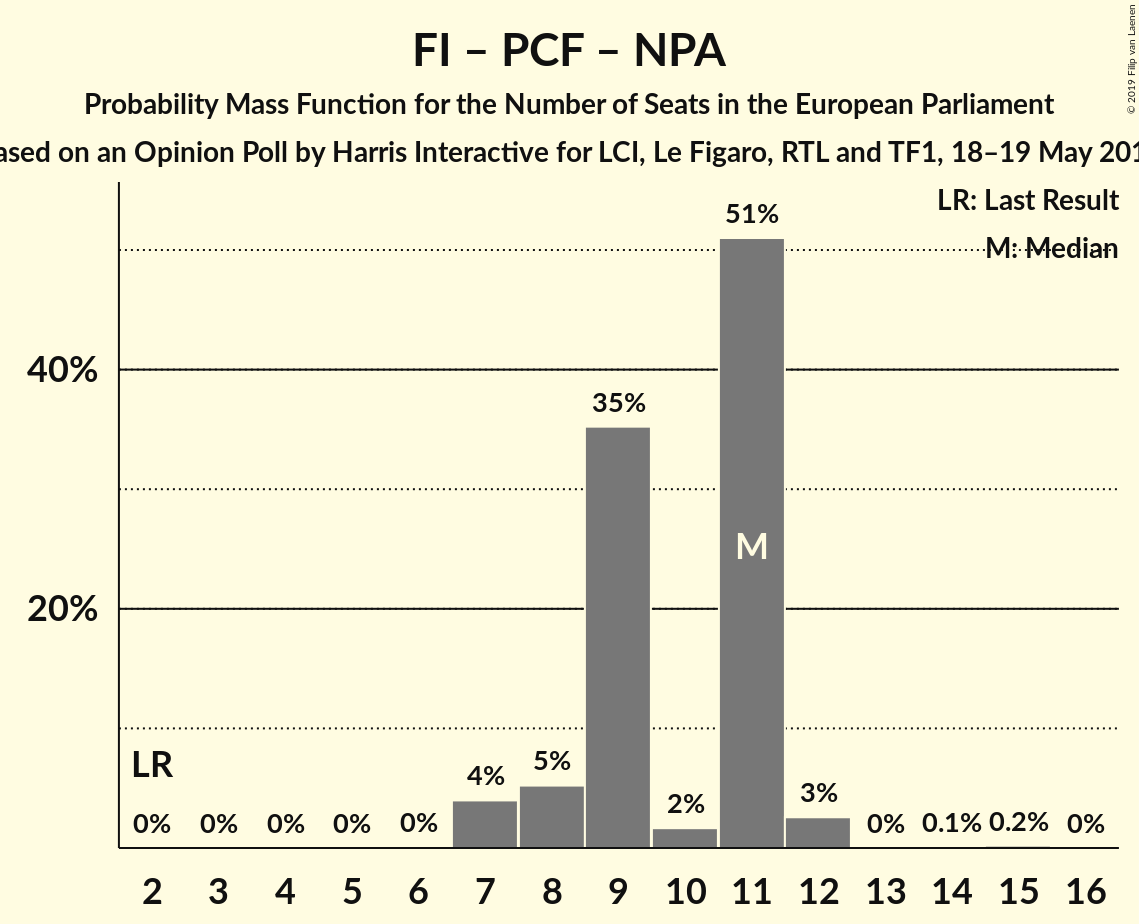 FI – PCF – NPA
Probability Mass Function for the Number of Seats in the European Parliament
ased on an Opinion Poll by Harris Interactive for LCI, Le Figaro, RTL and TF1, 18–19 May 201
© 2019 Filip van Laenen
LR: Last Result
M: Median
51%
40%
35%
M
20%
LR
0%
0%
0%
0%
0%
4%
5%
2%
3%
0%
0.1%
0.2%
0%
2 3 4 5 6 7 8 9 10 11 12 13 14 15 16